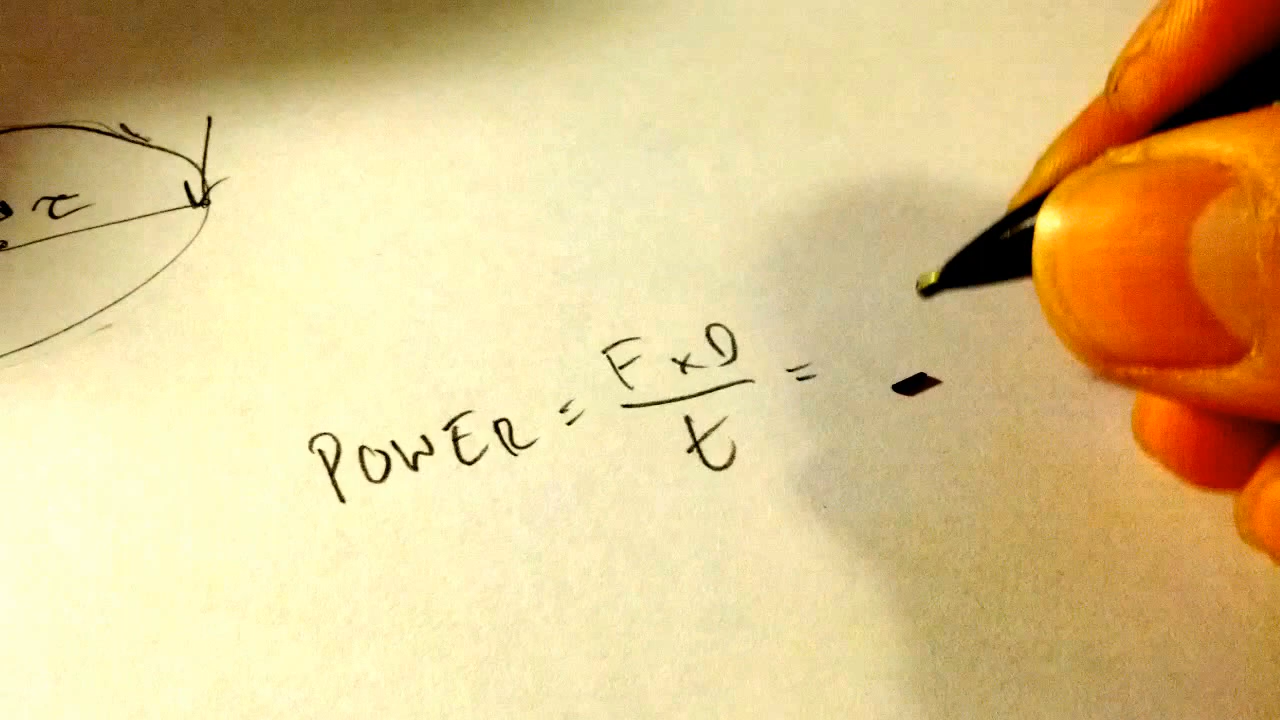 τ
POWER = F x D / t =